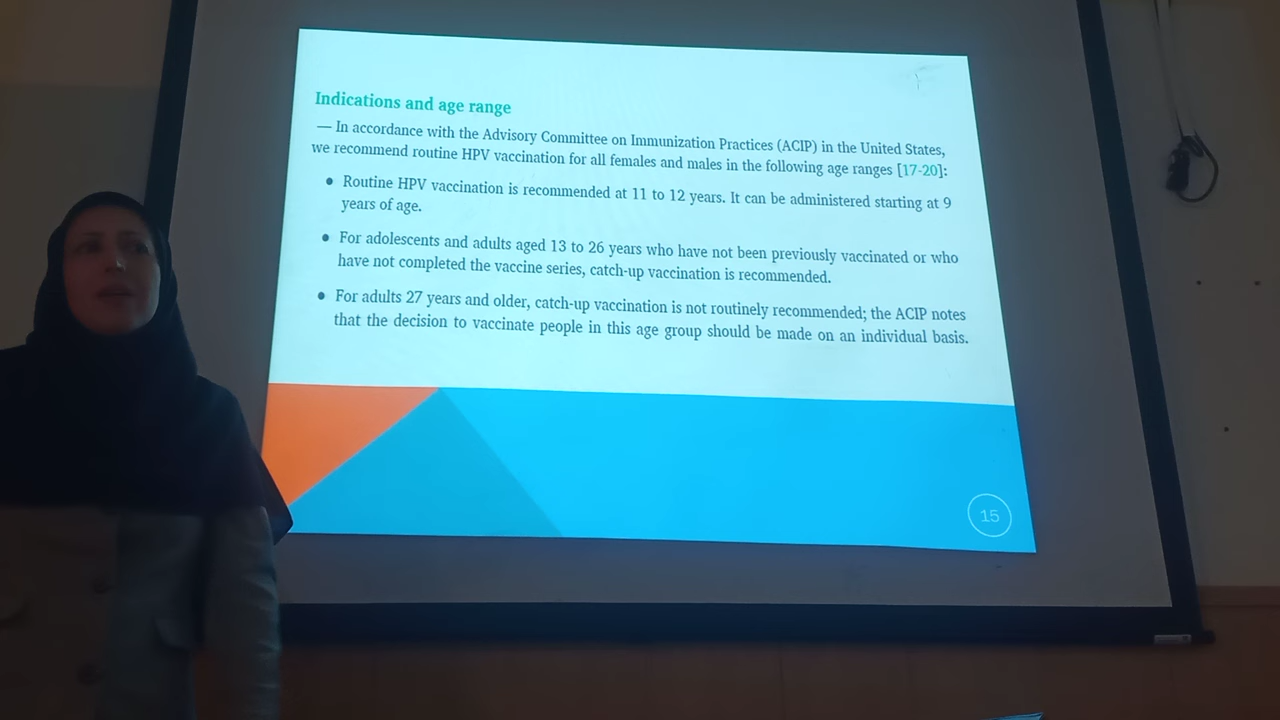 Indications and age range
— In accordance with the Advisory Committee on Immunization Practices (ACIP) in the United States,
we recommend routine HPV vaccination for all females and males in the following age ranges [17-20]:
• Routine HPV vaccination is recommended at 11 to 12 years. It can be administered starting at 9
years of age.
• For adolescents and adults aged 13 to 26 years who have not been previously vaccinated or who
have not completed the vaccine series, catch-up vaccination is recommended.
• For adults 27 years and older, catch-up vaccination is not routinely recommended; the ACIP notes
that the decision to vaccinate people in this age group should be made on an individual basis.
15